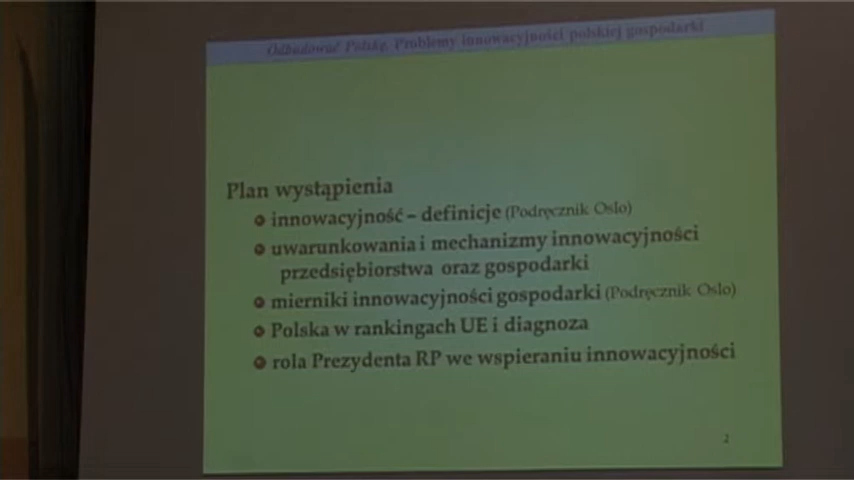 Odbudować Polskę. Problemy innowacyjności polskiej gospodarki
Plan wystąpienia
innowacyjność – definicje (Podręcznik Oslo)
uwarunkowania i mechanizmy innowacyjności
przedsiębiorstwa oraz gospodarki
mierniki innowacyjności gospodarki (Podręcznik Oslo)
Polska w rankingach UE i diagnoza
rola Prezydenta RP we wspieraniu innowacyjności
2